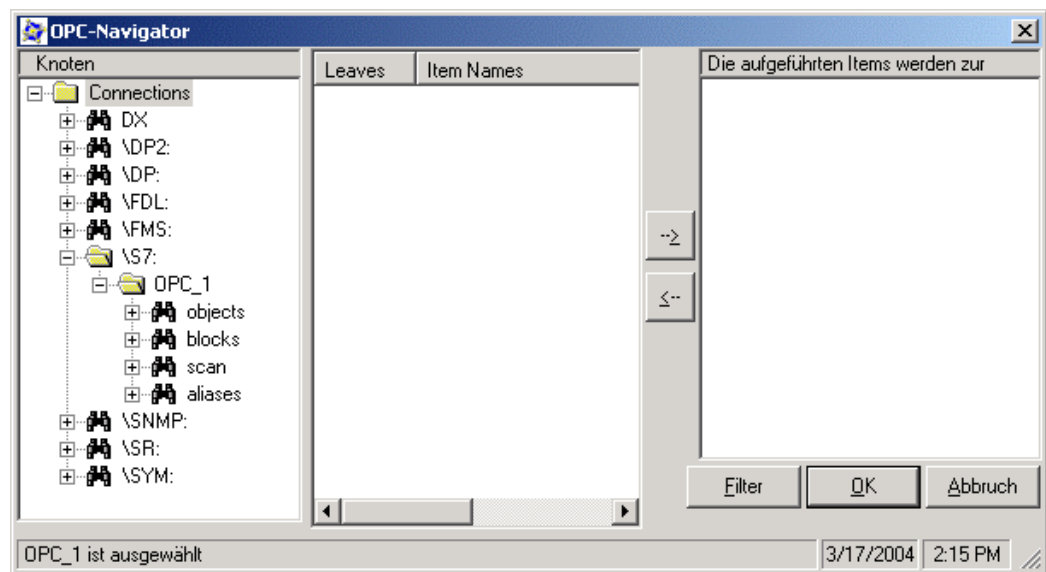 OPC-Navigator
Knoten
Connections
DX
\DP2:
\DP:
\FDL:
\FMS:
\S7:
OPC_1
objects
blocks
scan
aliases
\SNMP:
\SR:
\SYM:
Leaves Item Names
-->
<--
Die aufgeführten Items werden zur
Filter OK Abbruch
OPC_1 ist ausgewählt 3/17/2004 2:15 PM